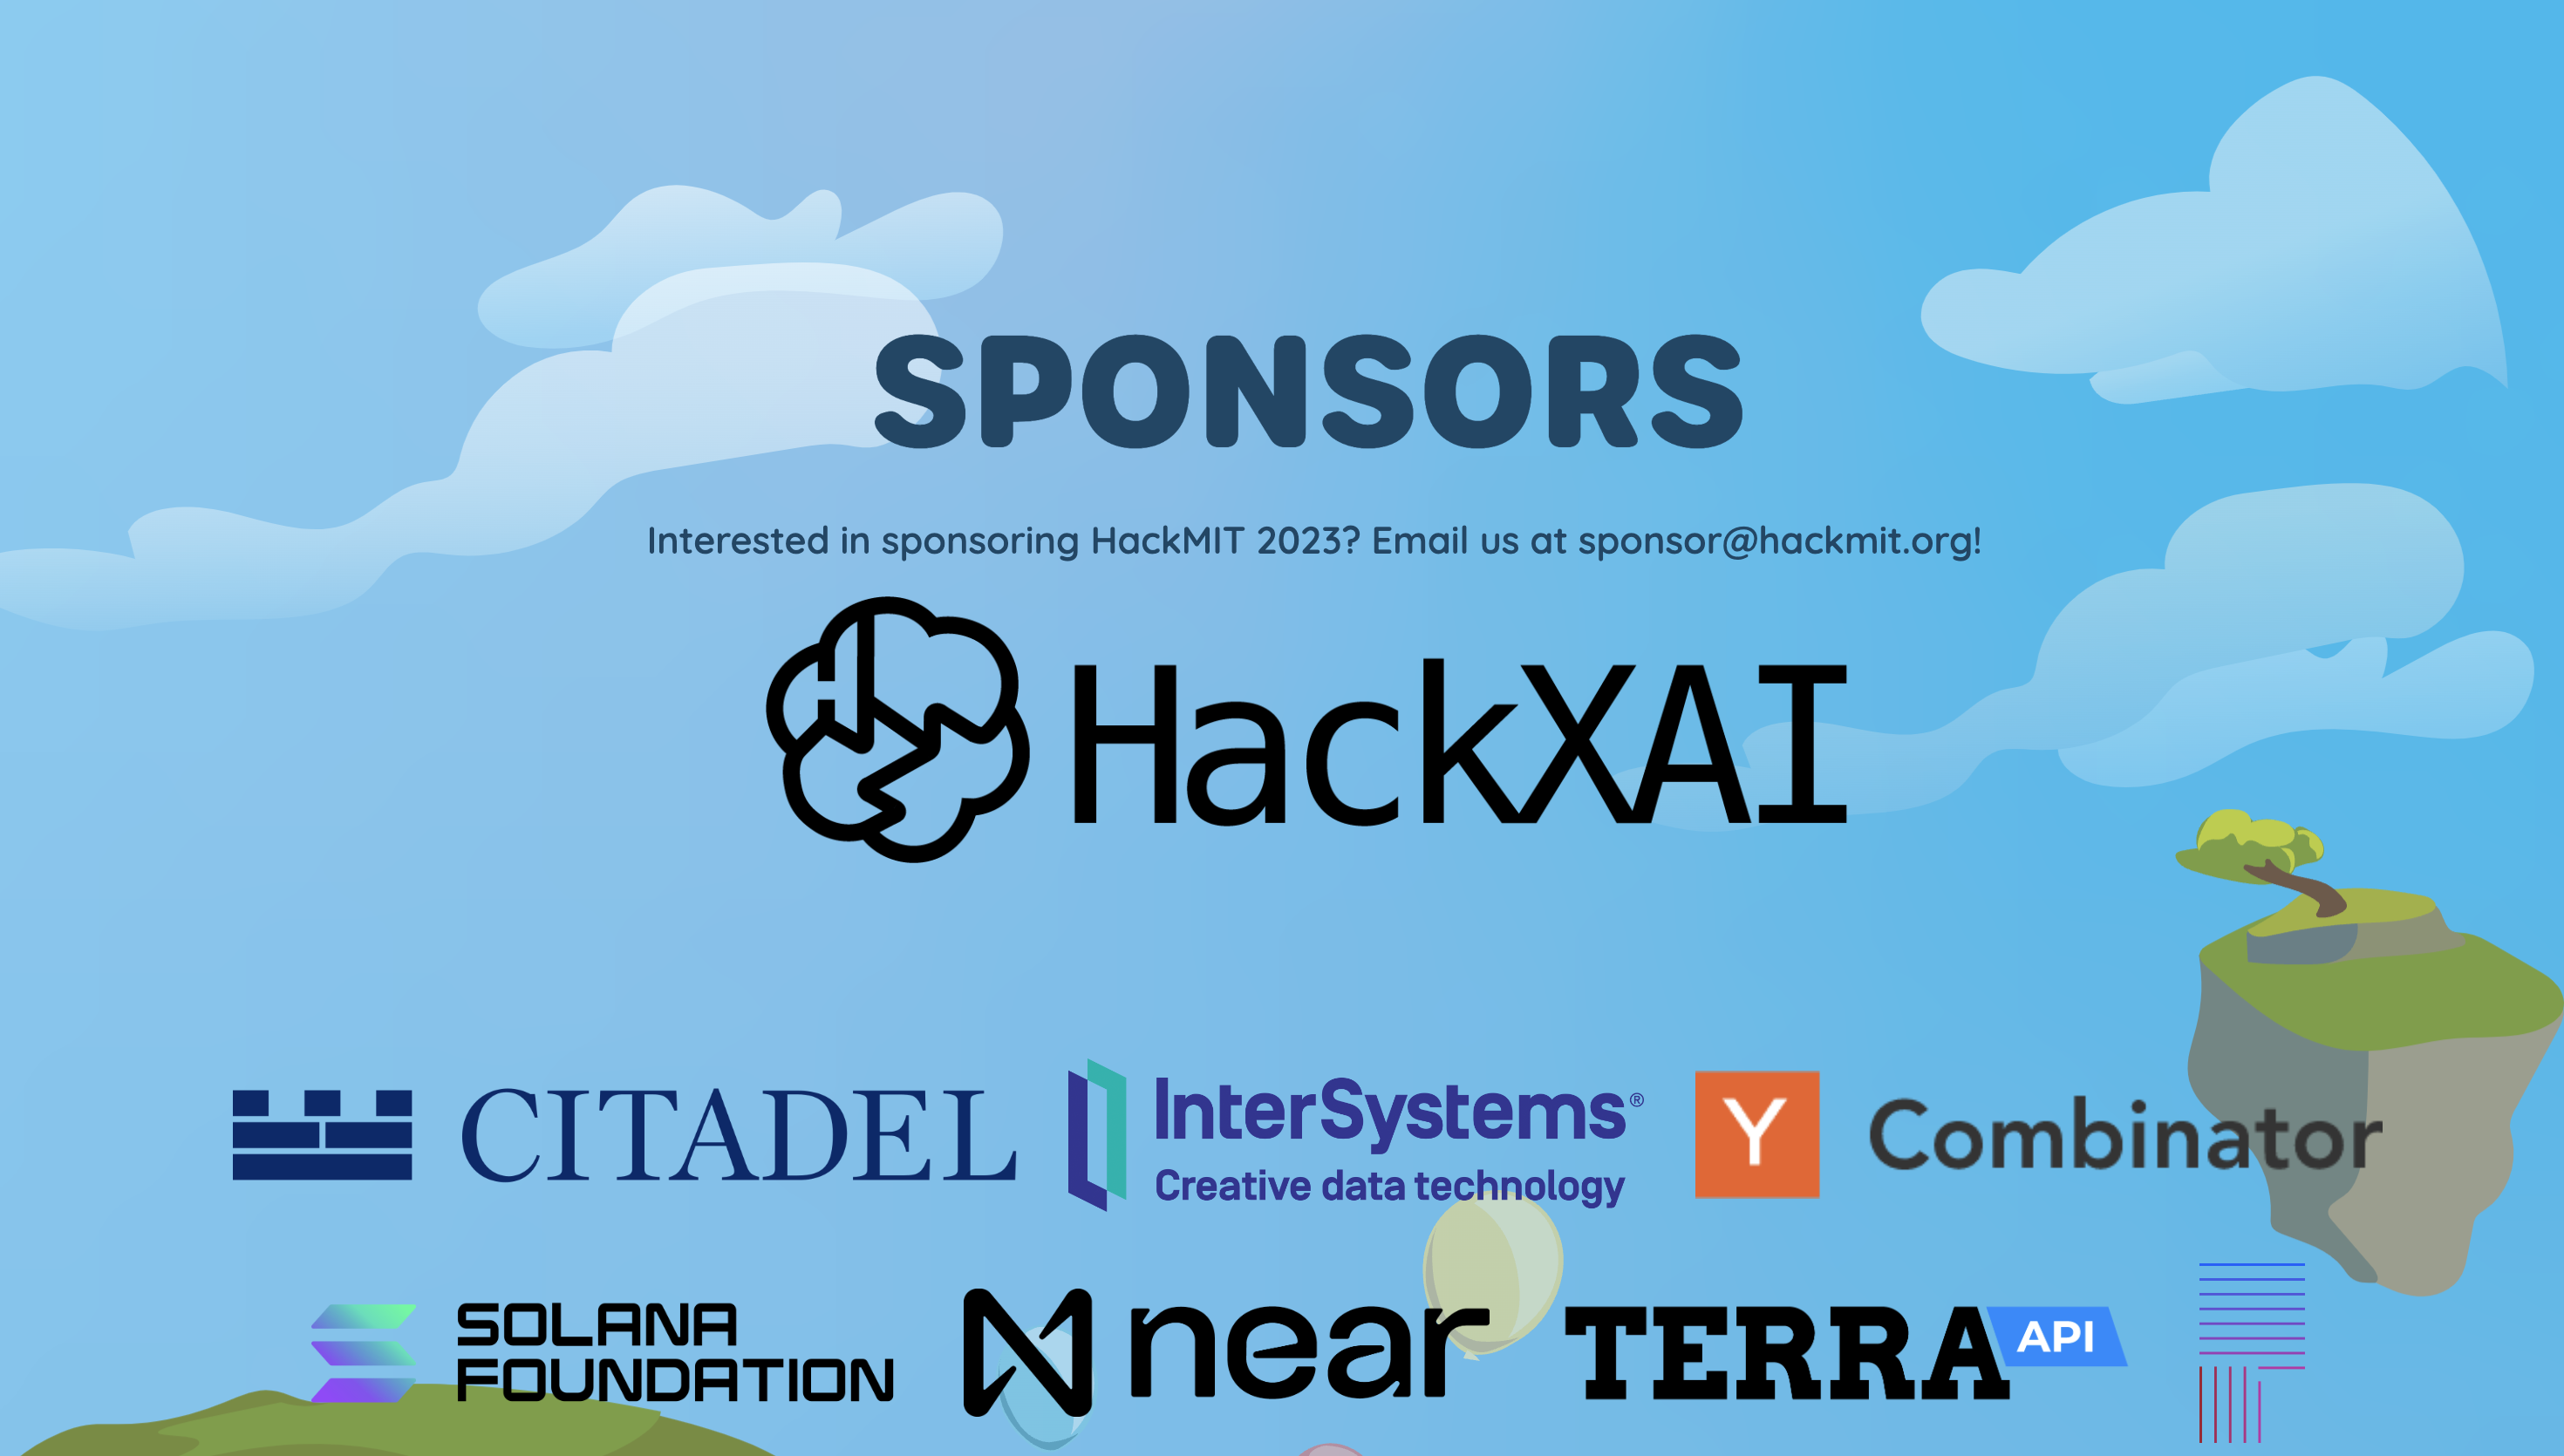 SPONSORS
Interested in sponsoring HackMIT 2023? Email us at sponsor@hackmit.org!
HackXAI
CITADEL
InterSystems®
Creative data technology
Y Combinator
SOLANA
FOUNDATION
near
TERRA API